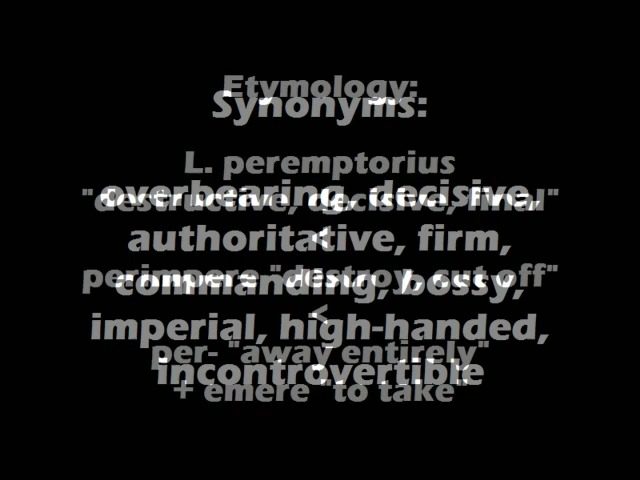 Etymology:
Synonyms:
L. peremptorius
overbearing, decisive,
"destructive, decisive, final"
authoritative, firm,
<
perimpere "destroy, cut off"
commanding, bossy,
<
imperial, high-handed,
per- "away entirely"
incontrovertible
+ emere "to take"